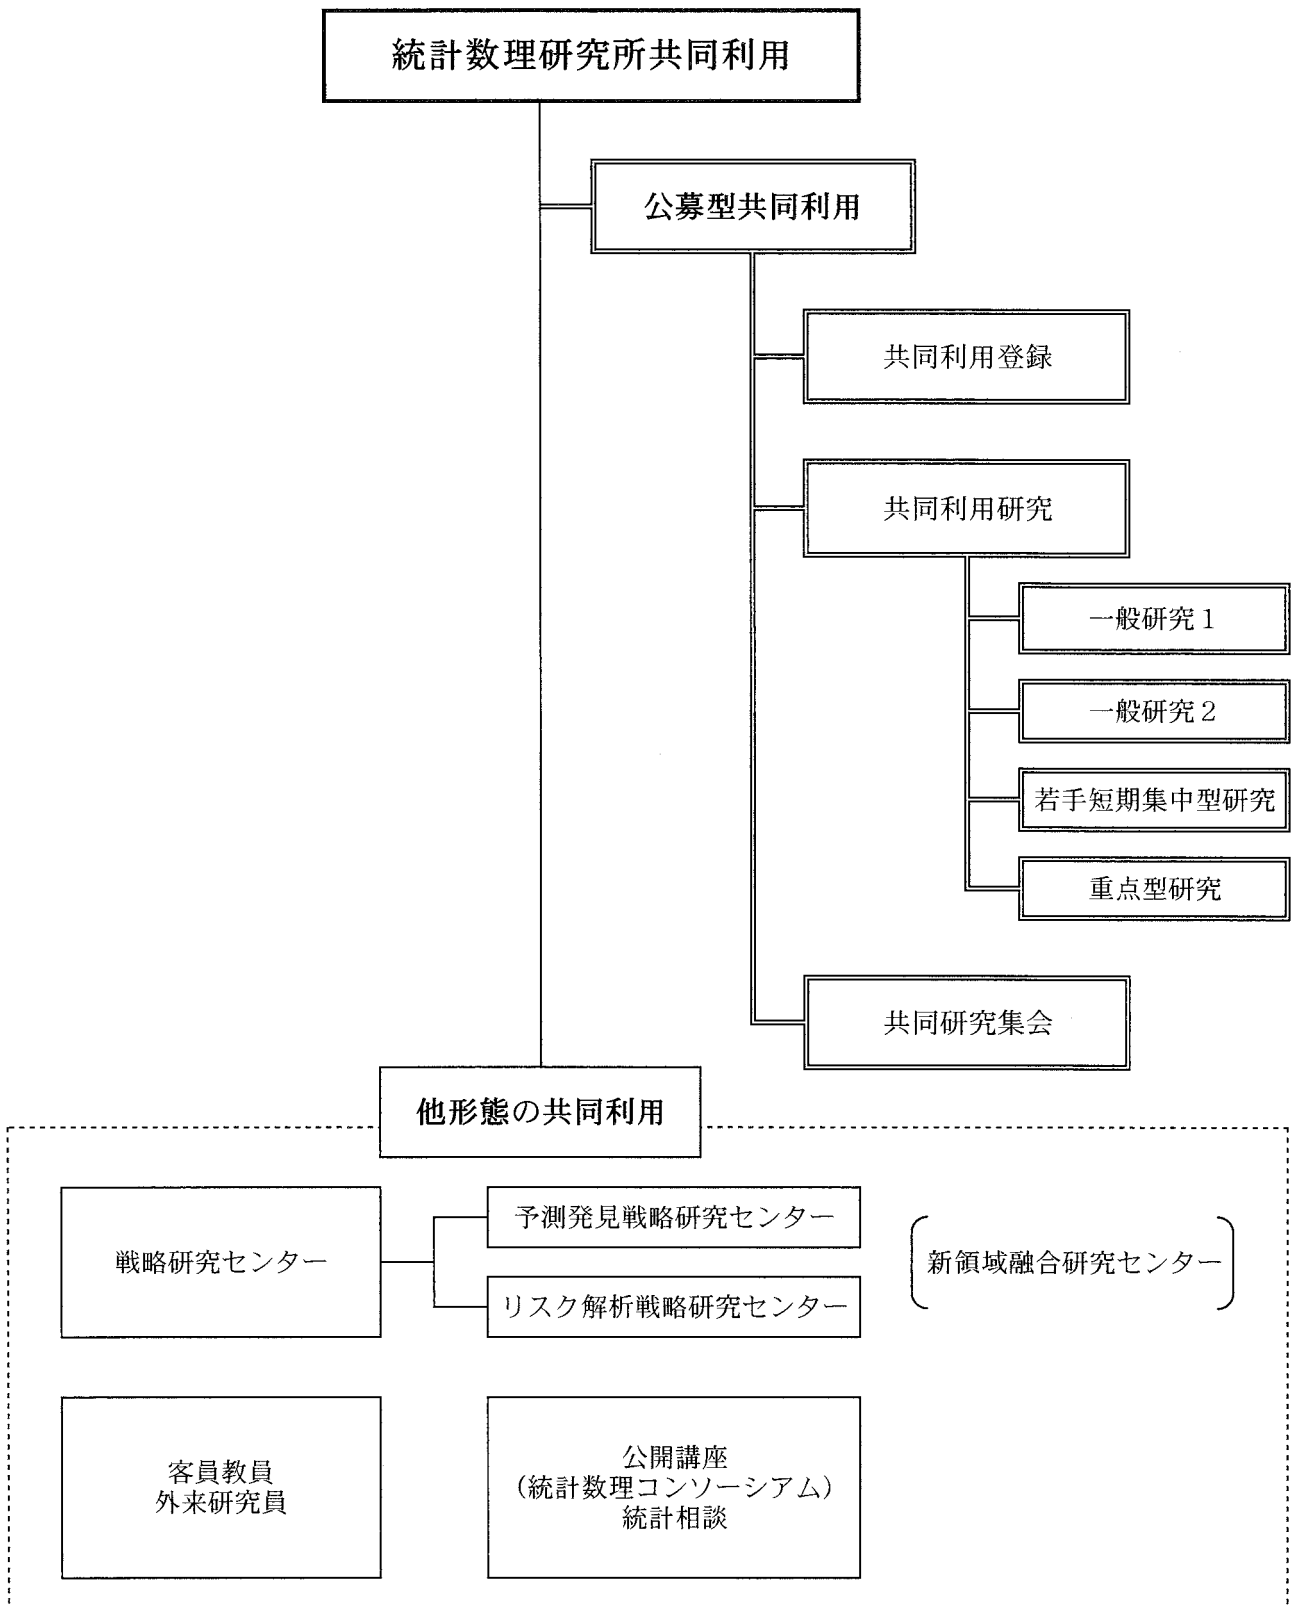 統計数理研究所共同利用
公募型共同利用
共同利用登録
共同利用研究
一般研究1
一般研究2
若手短期集中型研究
重点型研究
共同研究集会
他形態の共同利用
戦略研究センター
予測発見戦略研究センター
リスク解析戦略研究センター
新領域融合研究センター
客員教員
外来研究員
公開講座
(統計数理コンソーシアム)
統計相談